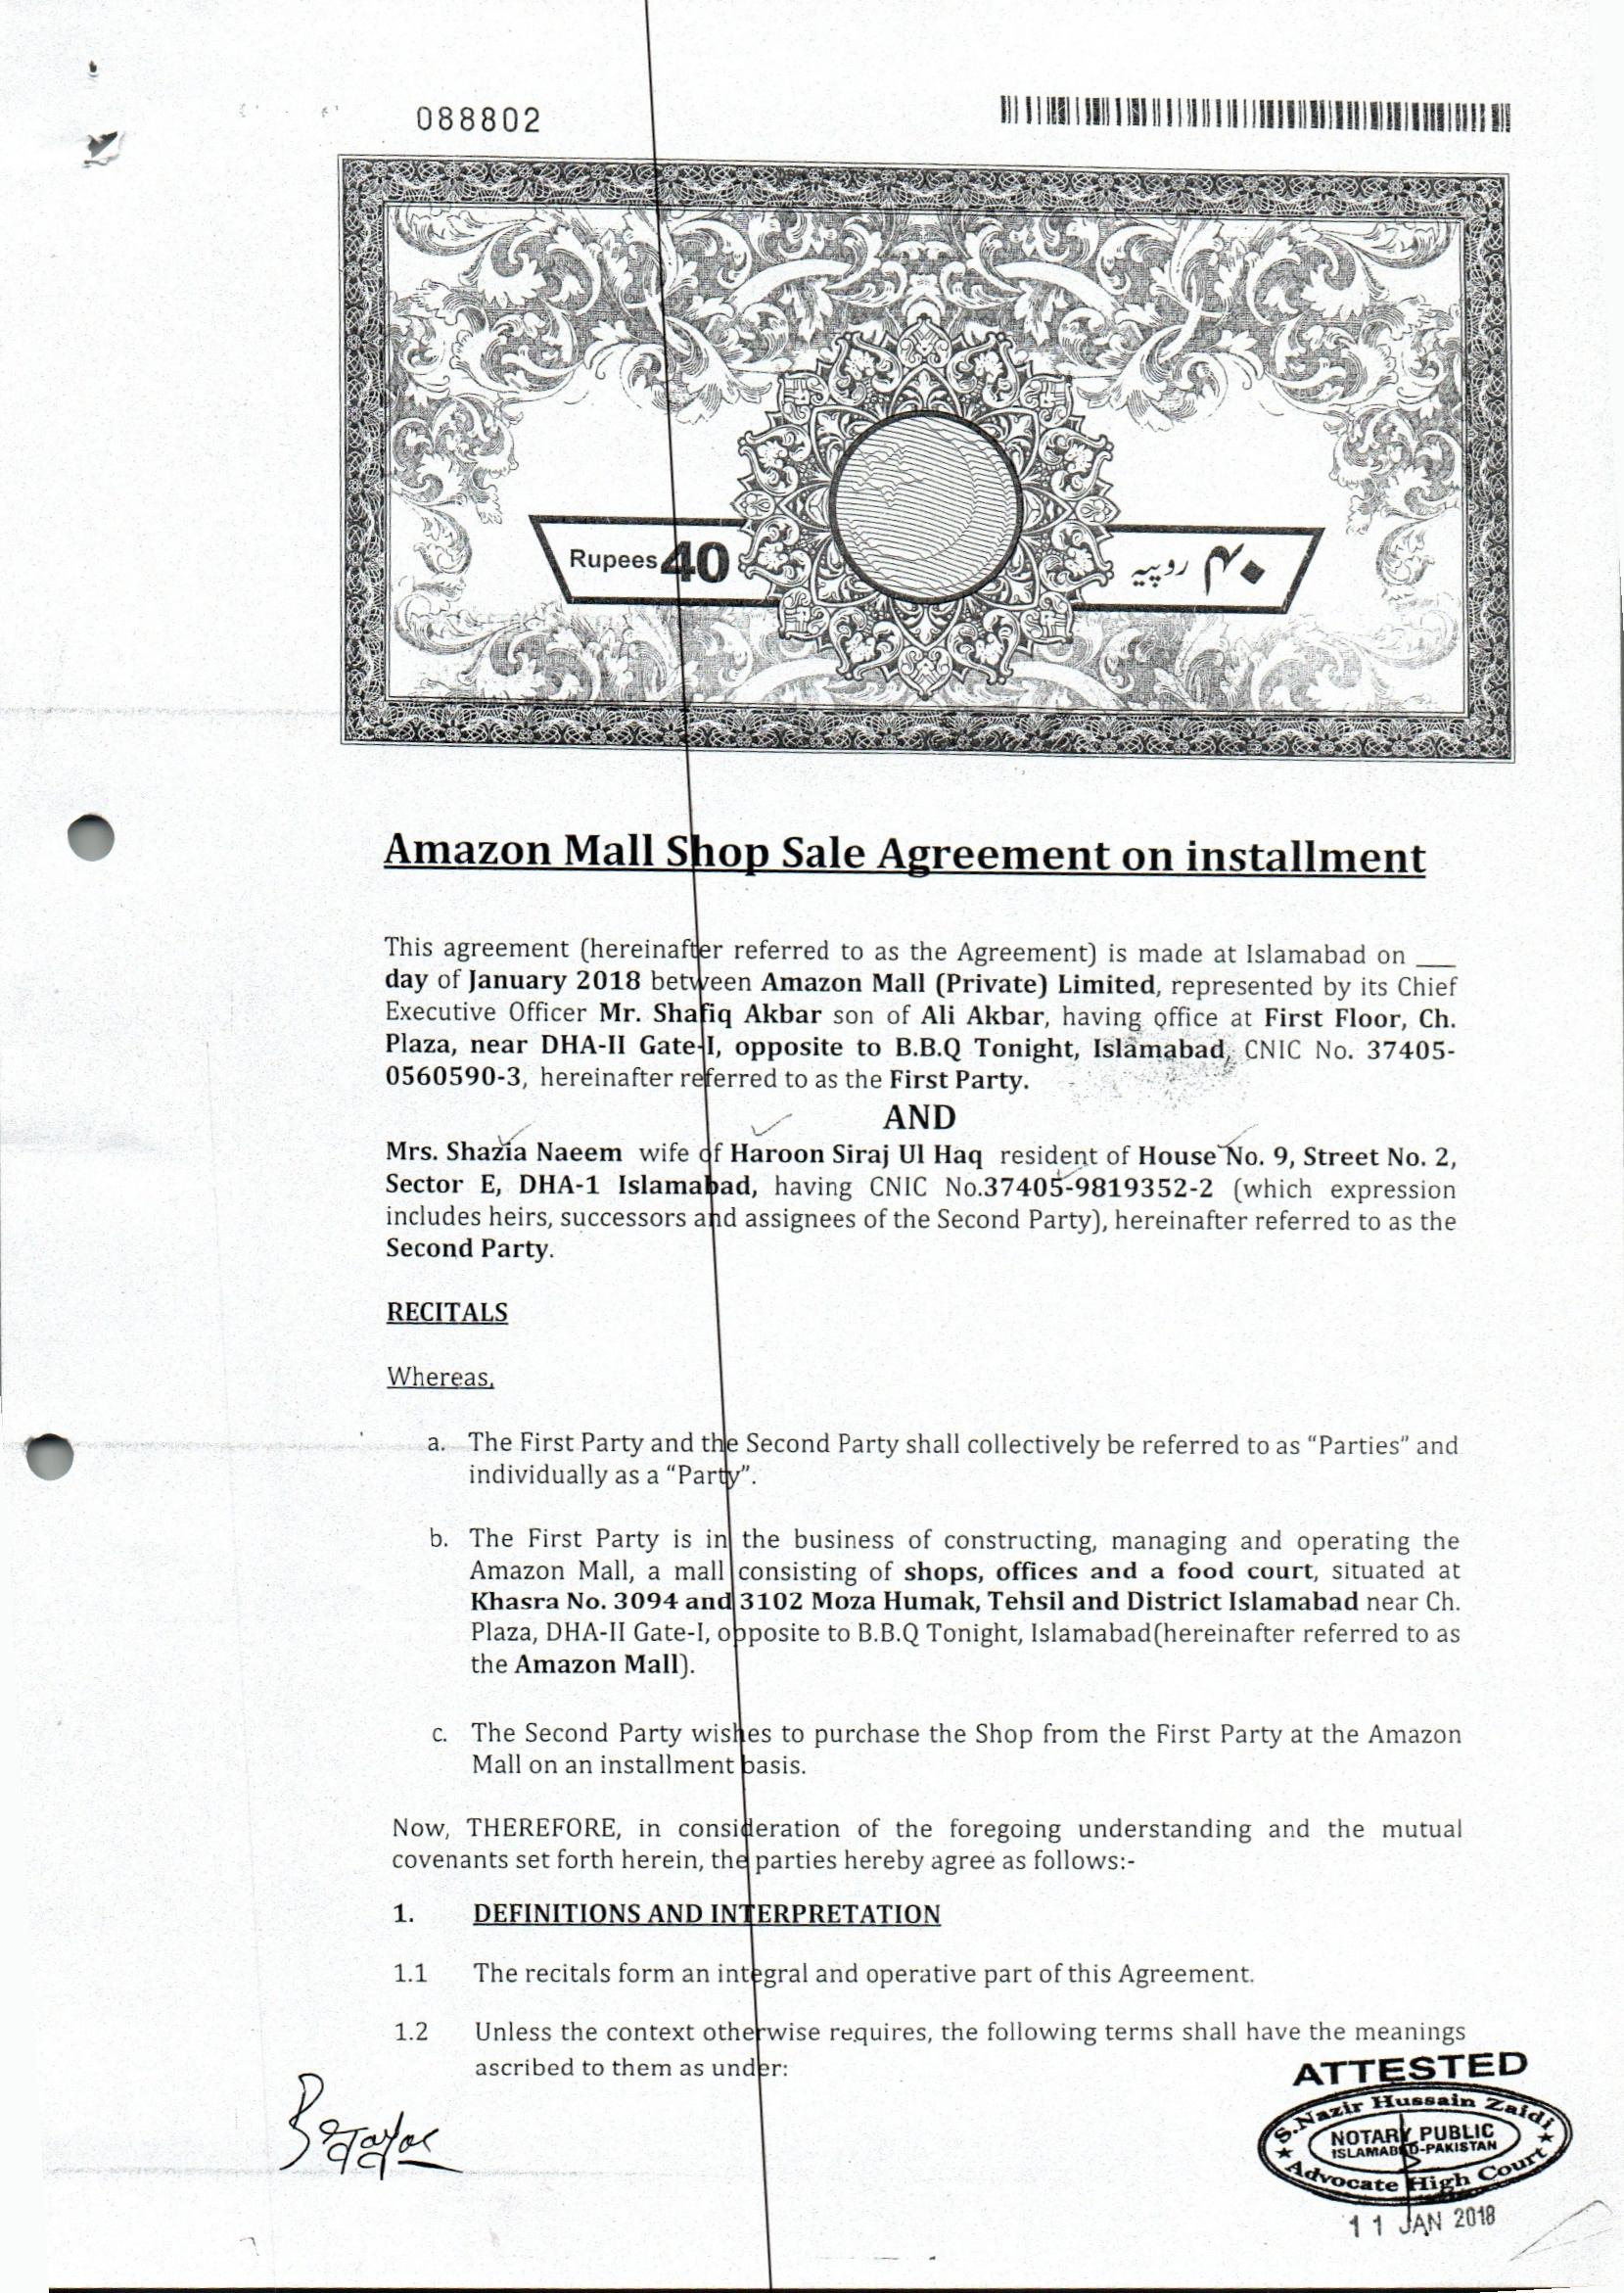 088802
Rupees 40
۴۰ روپیہ
Amazon Mall Shop Sale Agreement on installment
This agreement (hereinafter referred to as the Agreement) is made at Islamabad on ___
day of January 2018 between Amazon Mall (Private) Limited, represented by its Chief
Executive Officer Mr. Shafiq Akbar son of Ali Akbar, having office at First Floor, Ch.
Plaza, near DHA-II Gate-I, opposite to B.B.Q Tonight, Islamabad, CNIC No. 37405-
0560590-3, hereinafter referred to as the First Party.
AND
Mrs. Shazia Naeem wife of Haroon Siraj Ul Haq resident of House No. 9, Street No. 2,
Sector E, DHA-1 Islamabad, having CNIC No.37405-9819352-2 (which expression
includes heirs, successors and assignees of the Second Party), hereinafter referred to as the
Second Party.
RECITALS
Whereas,
a. The First Party and the Second Party shall collectively be referred to as “Parties” and
individually as a “Party”.
b. The First Party is in the business of constructing, managing and operating the
Amazon Mall, a mall consisting of shops, offices and a food court, situated at
Khasra No. 3094 and 3102 Moza Humak, Tehsil and District Islamabad near Ch.
Plaza, DHA-II Gate-I, opposite to B.B.Q Tonight, Islamabad(hereinafter referred to as
the Amazon Mall).
c. The Second Party wishes to purchase the Shop from the First Party at the Amazon
Mall on an installment basis.
Now, THEREFORE, in consideration of the foregoing understanding and the mutual
covenants set forth herein, the parties hereby agree as follows:-
1. DEFINITIONS AND INTERPRETATION
1.1 The recitals form an integral and operative part of this Agreement.
1.2 Unless the context otherwise requires, the following terms shall have the meanings
ascribed to them as under:
ATTESTED
S.Nazir Hussain Zaidi
NOTARY PUBLIC
ISLAMABAD-PAKISTAN
Advocate High Court
11 JAN 2018